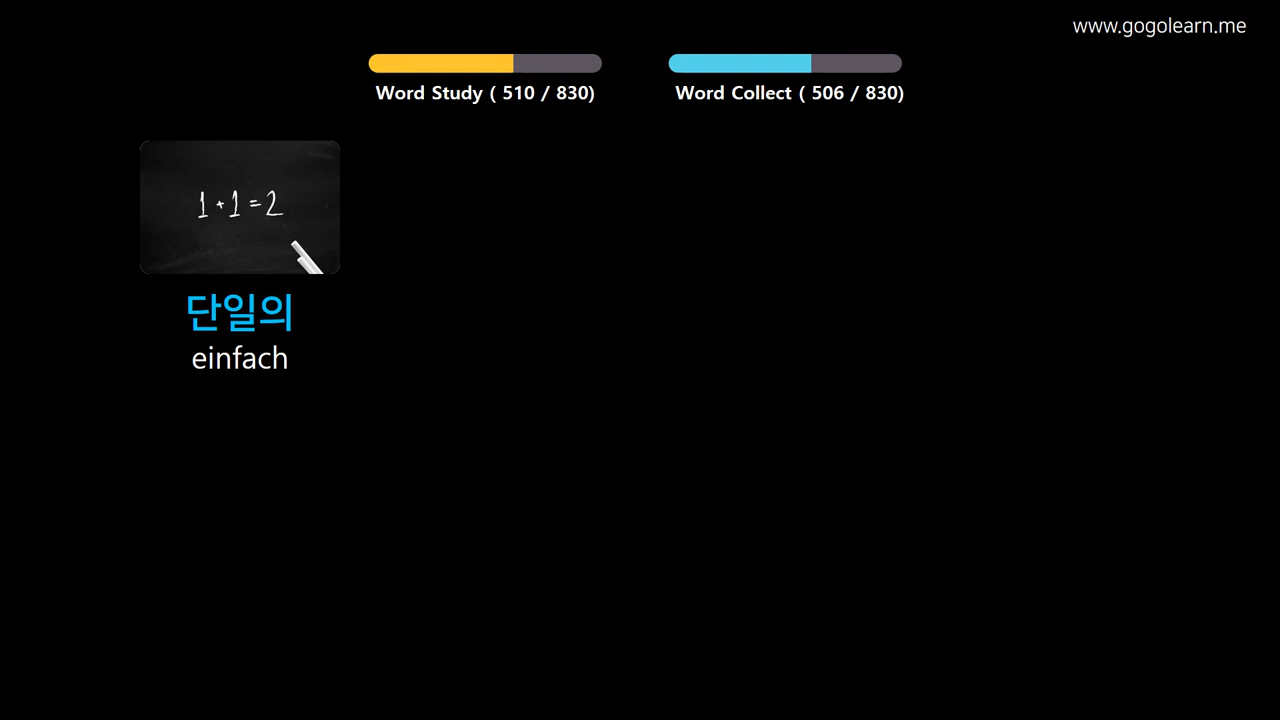 www.gogolearn.me
Word Study ( 510 / 830)
Word Collect ( 506 / 830)
1+1=2
단일의
einfach